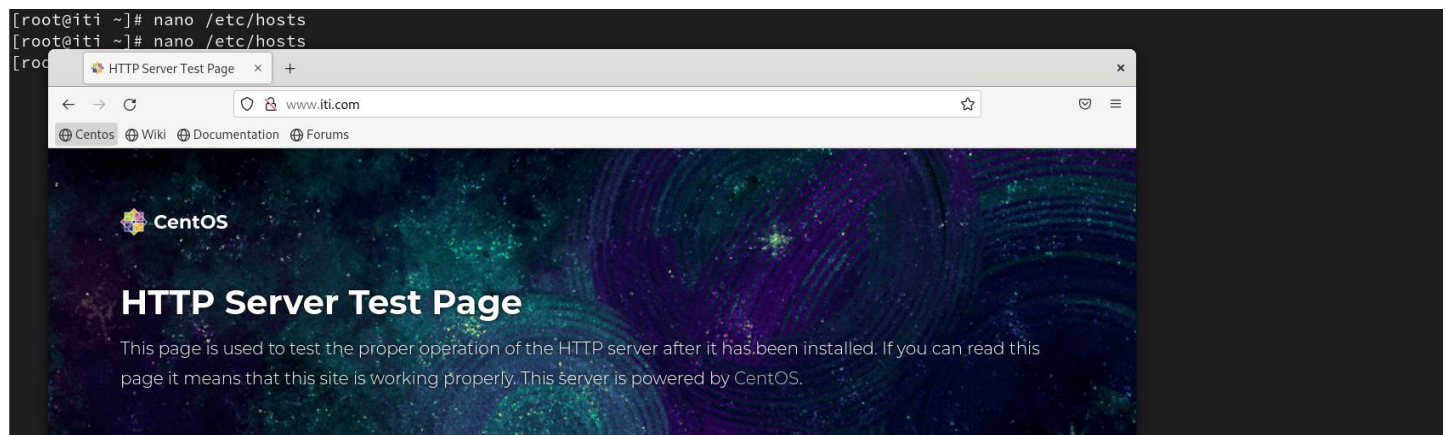 [root@iti ~]# nano /etc/hosts
[root@iti ~]# nano /etc/hosts
[roo
HTTP Server Test Page × +
www.iti.com
Centos Wiki Documentation Forums
CentOS
HTTP Server Test Page
This page is used to test the proper operation of the HTTP server after it has been installed. If you can read this
page it means that this site is working properly. This server is powered by CentOS.